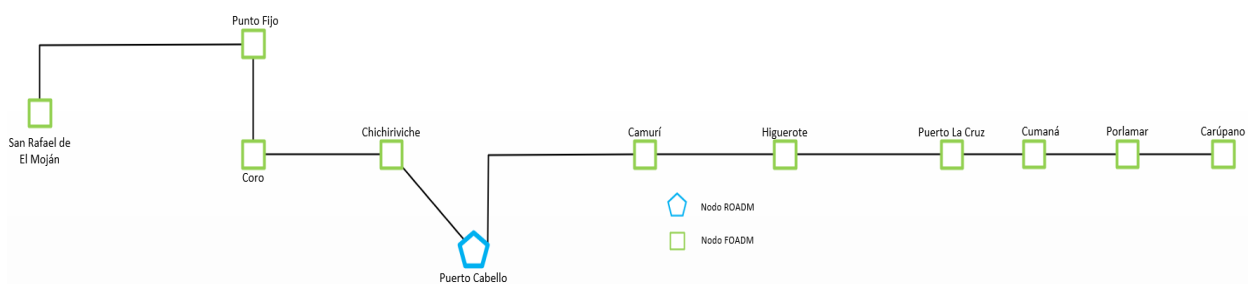 Punto Fijo
San Rafael de
El Moján
Coro
Chichiriviche
Puerto Cabello
Camurí
Higuerote
Puerto La Cruz
Cumaná
Porlamar
Carúpano
Nodo ROADM
Nodo FOADM